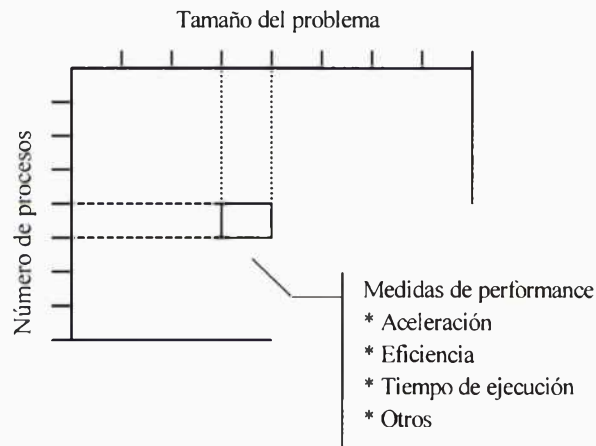 Tamaño del problema
Número de procesos
Medidas de performance
* Aceleración
* Eficiencia
* Tiempo de ejecución
* Otros